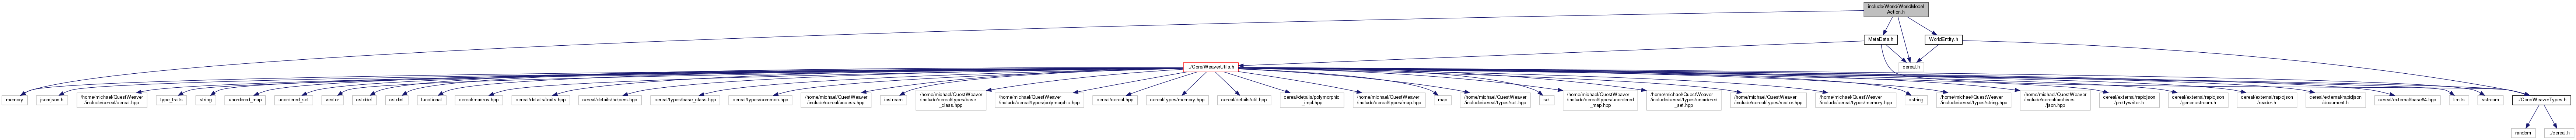 /include/World/WorldModel
Action.h
MetaData.h
WorldEntity.h
cereal.h
../Core/WeaverUtils.h
memory
json/json.h
/home/michael/QuestWeaver
/include/cereal/cereal.hpp
type_traits
string
unordered_map
unordered_set
vector
cstddef
cstdint
functional
cereal/macros.hpp
cereal/details/traits.hpp
cereal/details/helpers.hpp
cereal/types/base_class.hpp
cereal/types/common.hpp
/home/michael/QuestWeaver
/include/cereal/access.hpp
iostream
/home/michael/QuestWeaver
/include/cereal/types/base
_class.hpp
/home/michael/QuestWeaver
/include/cereal/types/polymorphic.hpp
cereal/cereal.hpp
cereal/types/memory.hpp
cereal/details/util.hpp
cereal/details/polymorphic
_impl.hpp
/home/michael/QuestWeaver
/include/cereal/types/map.hpp
map
/home/michael/QuestWeaver
/include/cereal/types/set.hpp
set
/home/michael/QuestWeaver
/include/cereal/types/unordered
_map.hpp
/home/michael/QuestWeaver
/include/cereal/types/unordered
_set.hpp
/home/michael/QuestWeaver
/include/cereal/types/vector.hpp
/home/michael/QuestWeaver
/include/cereal/types/memory.hpp
cstring
/home/michael/QuestWeaver
/include/cereal/types/string.hpp
/home/michael/QuestWeaver
/include/cereal/archives
/json.hpp
cereal/external/rapidjson
/prettywriter.h
cereal/external/rapidjson
/genericstream.h
cereal/external/rapidjson
/reader.h
cereal/external/rapidjson
/document.h
cereal/external/base64.hpp
limits
sstream
../Core/WeaverTypes.h
random
../cereal.h